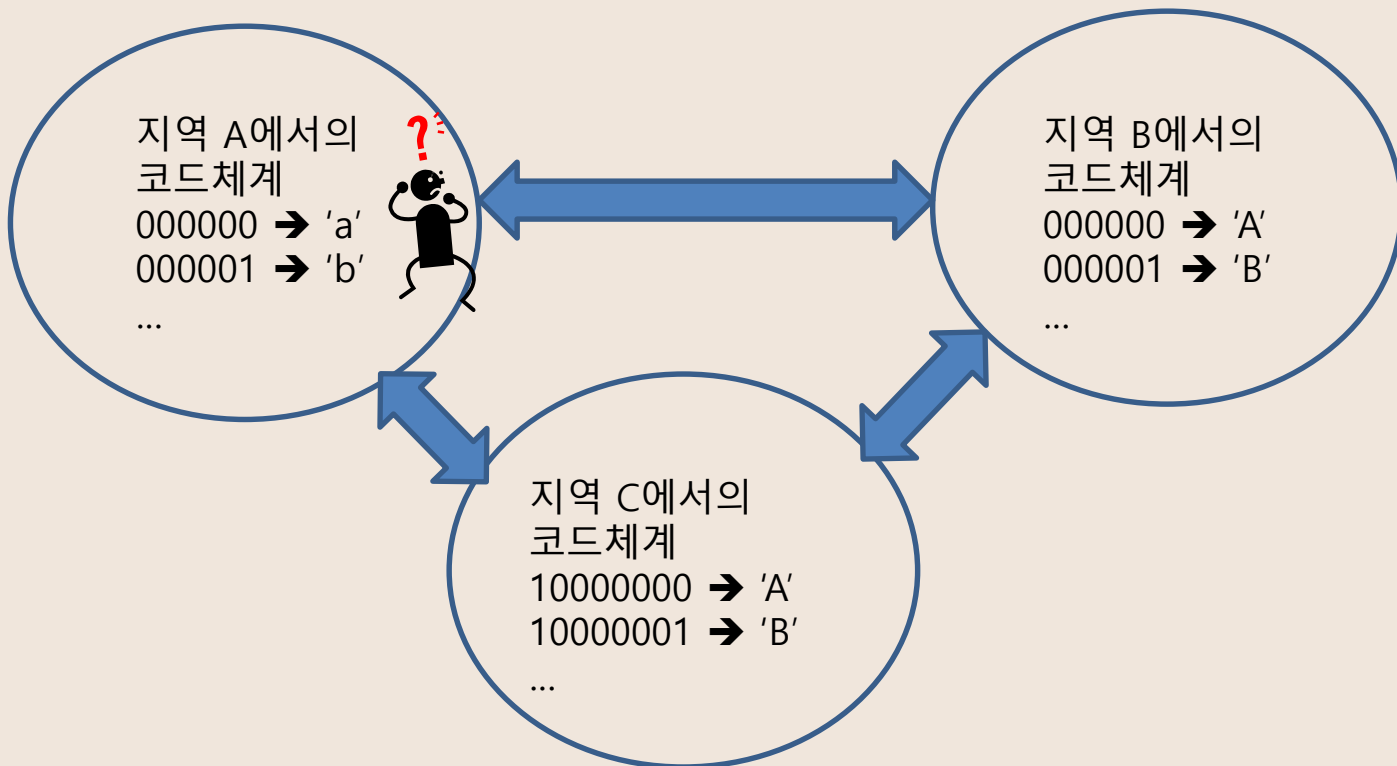 지역 A에서의
코드체계
000000 ➔ ‘a’
000001 ➔ ‘b’
...
?
지역 B에서의
코드체계
000000 ➔ ‘A’
000001 ➔ ‘B’
...
지역 C에서의
코드체계
10000000 ➔ ‘A’
10000001 ➔ ‘B’
...